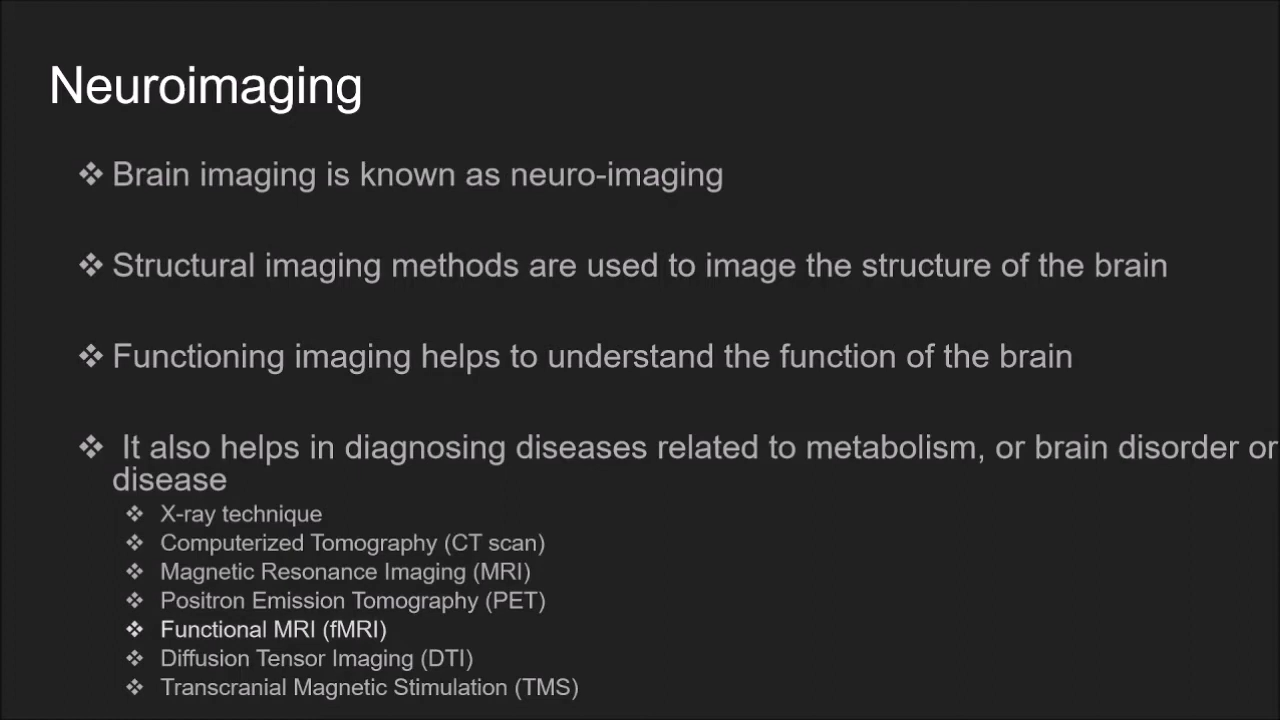 Neuroimaging
❖ Brain imaging is known as neuro-imaging
❖ Structural imaging methods are used to image the structure of the brain
❖ Functioning imaging helps to understand the function of the brain
❖ It also helps in diagnosing diseases related to metabolism, or brain disorder or
disease
❖ X-ray technique
❖ Computerized Tomography (CT scan)
❖ Magnetic Resonance Imaging (MRI)
❖ Positron Emission Tomography (PET)
❖ Functional MRI (fMRI)
❖ Diffusion Tensor Imaging (DTI)
❖ Transcranial Magnetic Stimulation (TMS)